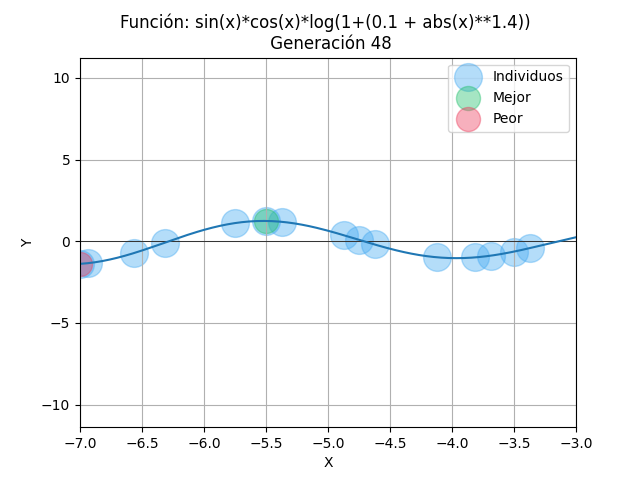 Función: sin(x)*cos(x)*log(1+(0.1 + abs(x)**1.4))
Generación 48
Individuos
Mejor
Peor
Y
10
5
0
−5
−10
−7.0 −6.5 −6.0 −5.5 −5.0 −4.5 −4.0 −3.5 −3.0
X